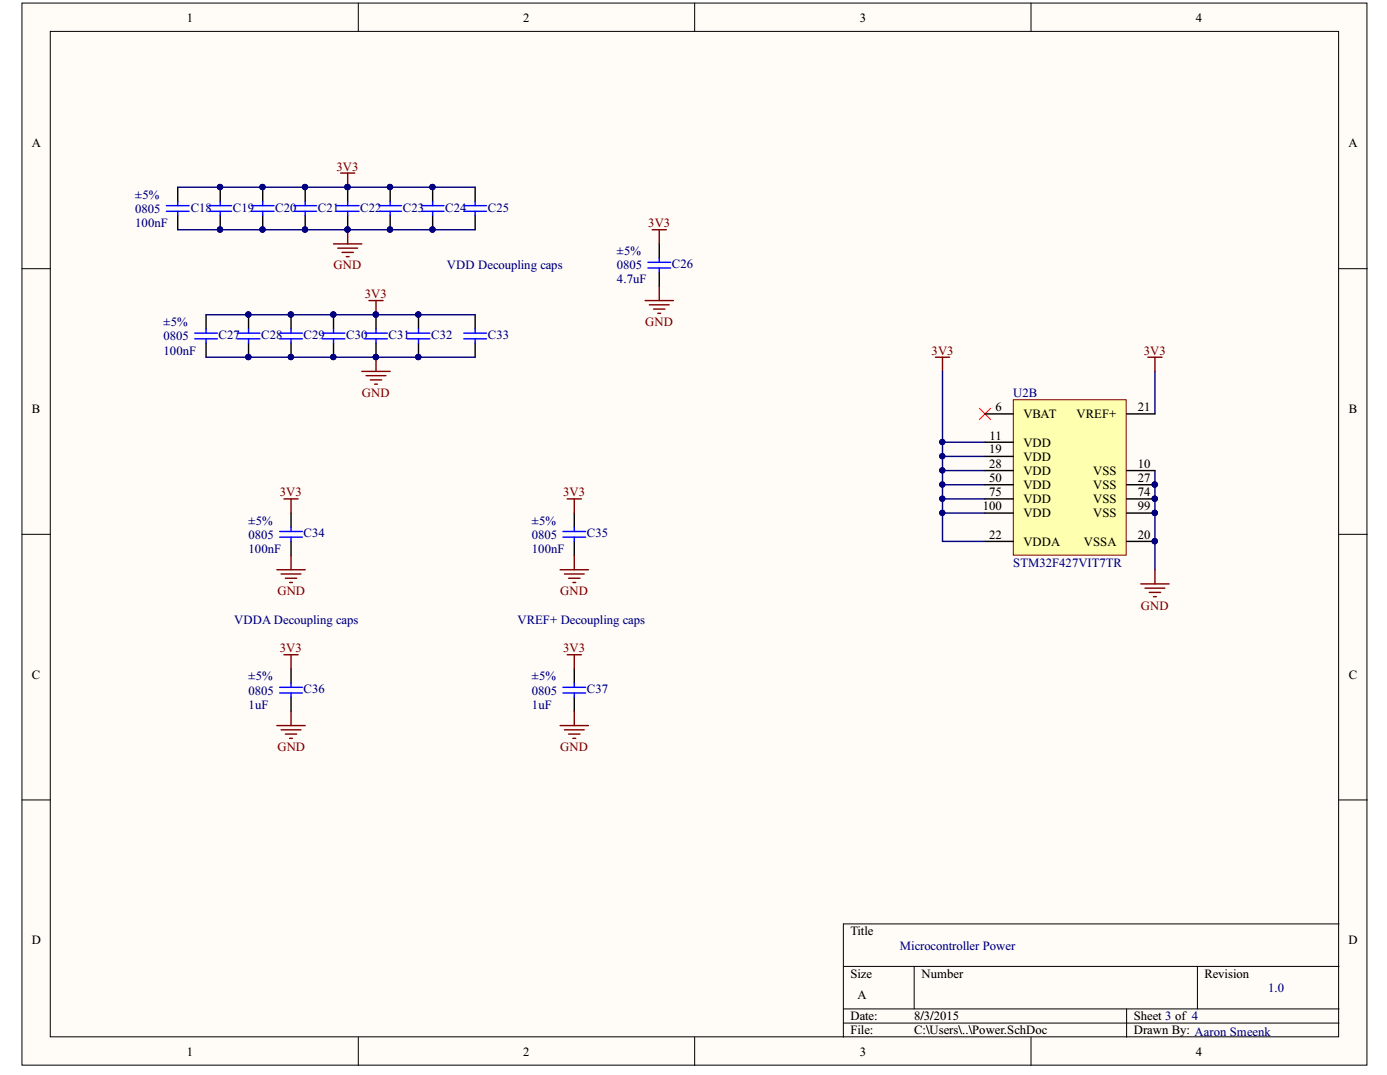 1 2 3 4
A A
3V3
±5%
0805 C18 C19 C20 C21 C22 C23 C24 C25
100nF
GND
VDD Decoupling caps
3V3
±5%
0805 C26
4.7uF
GND
3V3
±5%
0805 C27 C28 C29 C30 C31 C32 C33
100nF
GND
3V3 3V3
B B
U2B
6 VBAT VREF+ 21
11 VDD
19 VDD
28 VDD VSS 10
50 VDD VSS 27
75 VDD VSS 74
100 VDD VSS 99
22 VDDA VSSA 20
STM32F427VIT7TR
GND
3V3 3V3
±5% ±5%
0805 C34 0805 C35
100nF 100nF
GND GND
VDDA Decoupling caps VREF+ Decoupling caps
3V3 3V3
C C
±5% ±5%
0805 C36 0805 C37
1uF 1uF
GND GND
D D
Title
Microcontroller Power
Size Number Revision
A 1.0
Date: 8/3/2015 Sheet 3 of 4
File: C:\Users\..\Power.SchDoc Drawn By: Aaron Smeenk
1 2 3 4